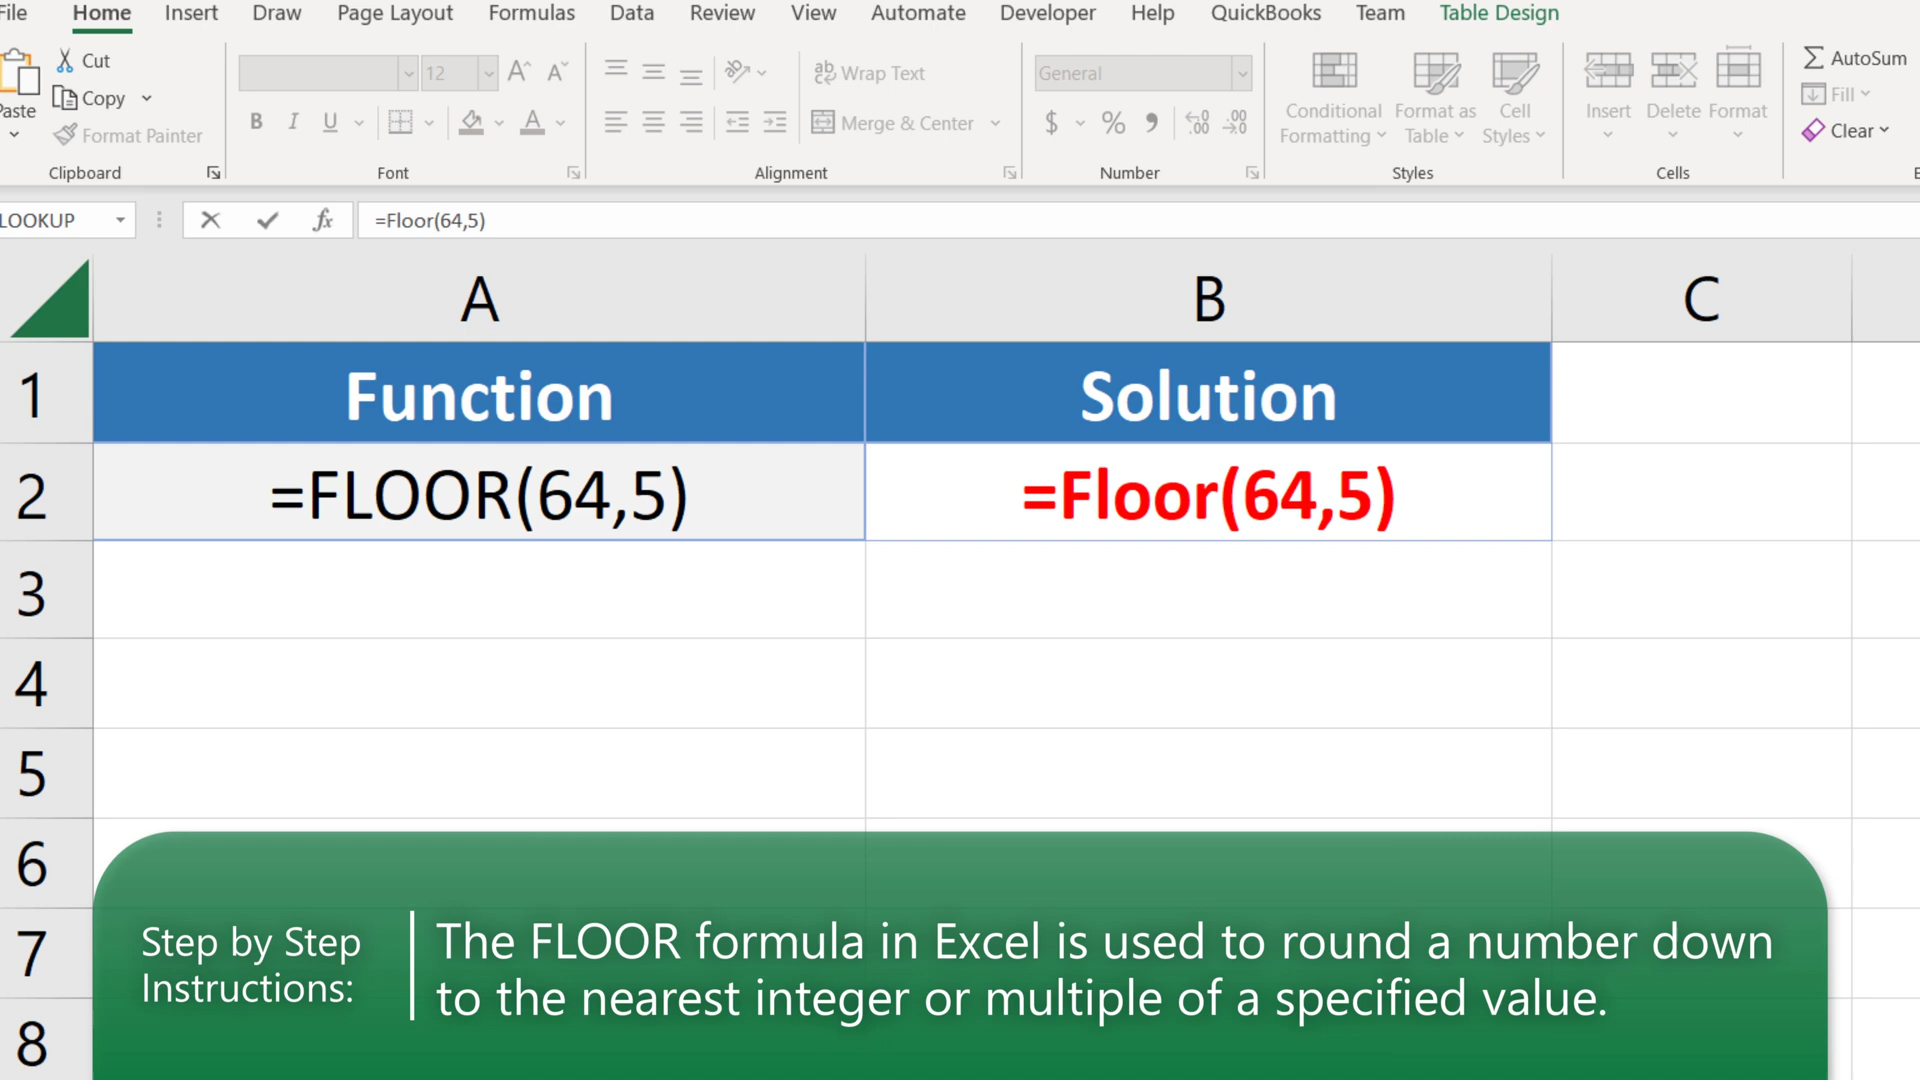 File Home Insert Draw Page Layout Formulas Data Review View Automate Developer Help QuickBooks Team Table Design
Paste
Cut
Copy
Format Painter
Clipboard
12
B I U
Font
Wrap Text
Merge & Center
Alignment
General
$ % 9
Number
Conditional Formatting
Format as Table
Cell Styles
Styles
Insert Delete Format
Cells
AutoSum
Fill
Clear
LOOKUP
fx
=Floor(64,5)
A B C
1 Function Solution
2 =FLOOR(64,5) =Floor(64,5)
3
4
5
6
7
8
Step by Step
Instructions:
The FLOOR formula in Excel is used to round a number down
to the nearest integer or multiple of a specified value.